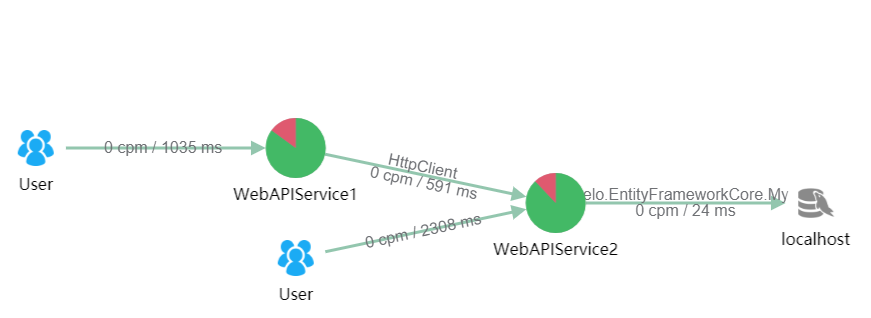 0 cpm / 1035 ms
User
WebAPIService1
HttpClient
0 cpm / 591 ms
0 cpm / 2308 ms
User
elo.EntityFrameworkCore.My
0 cpm / 24 ms
WebAPIService2
localhost